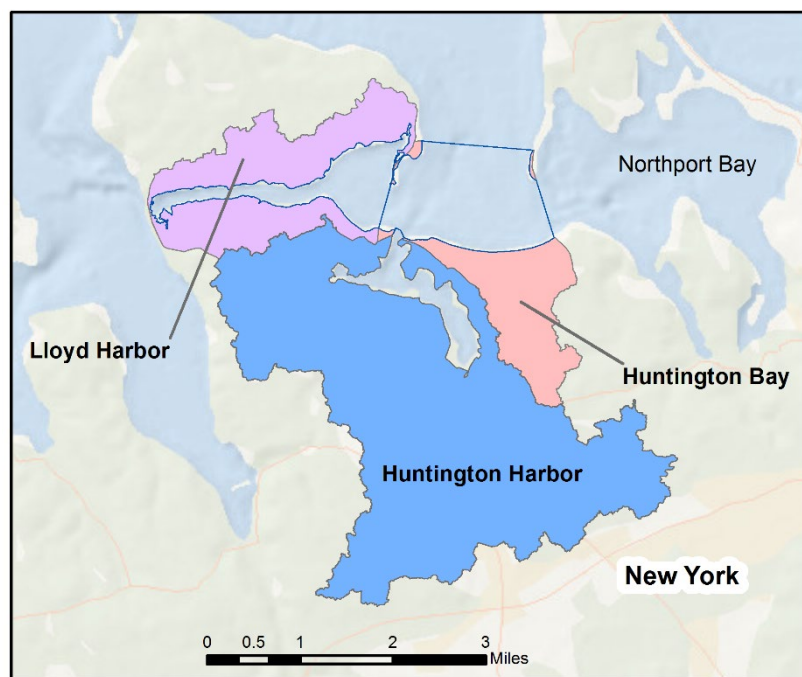 Northport Bay
Lloyd Harbor
Huntington Bay
Huntington Harbor
New York
0 0.5 1 2 3
Miles